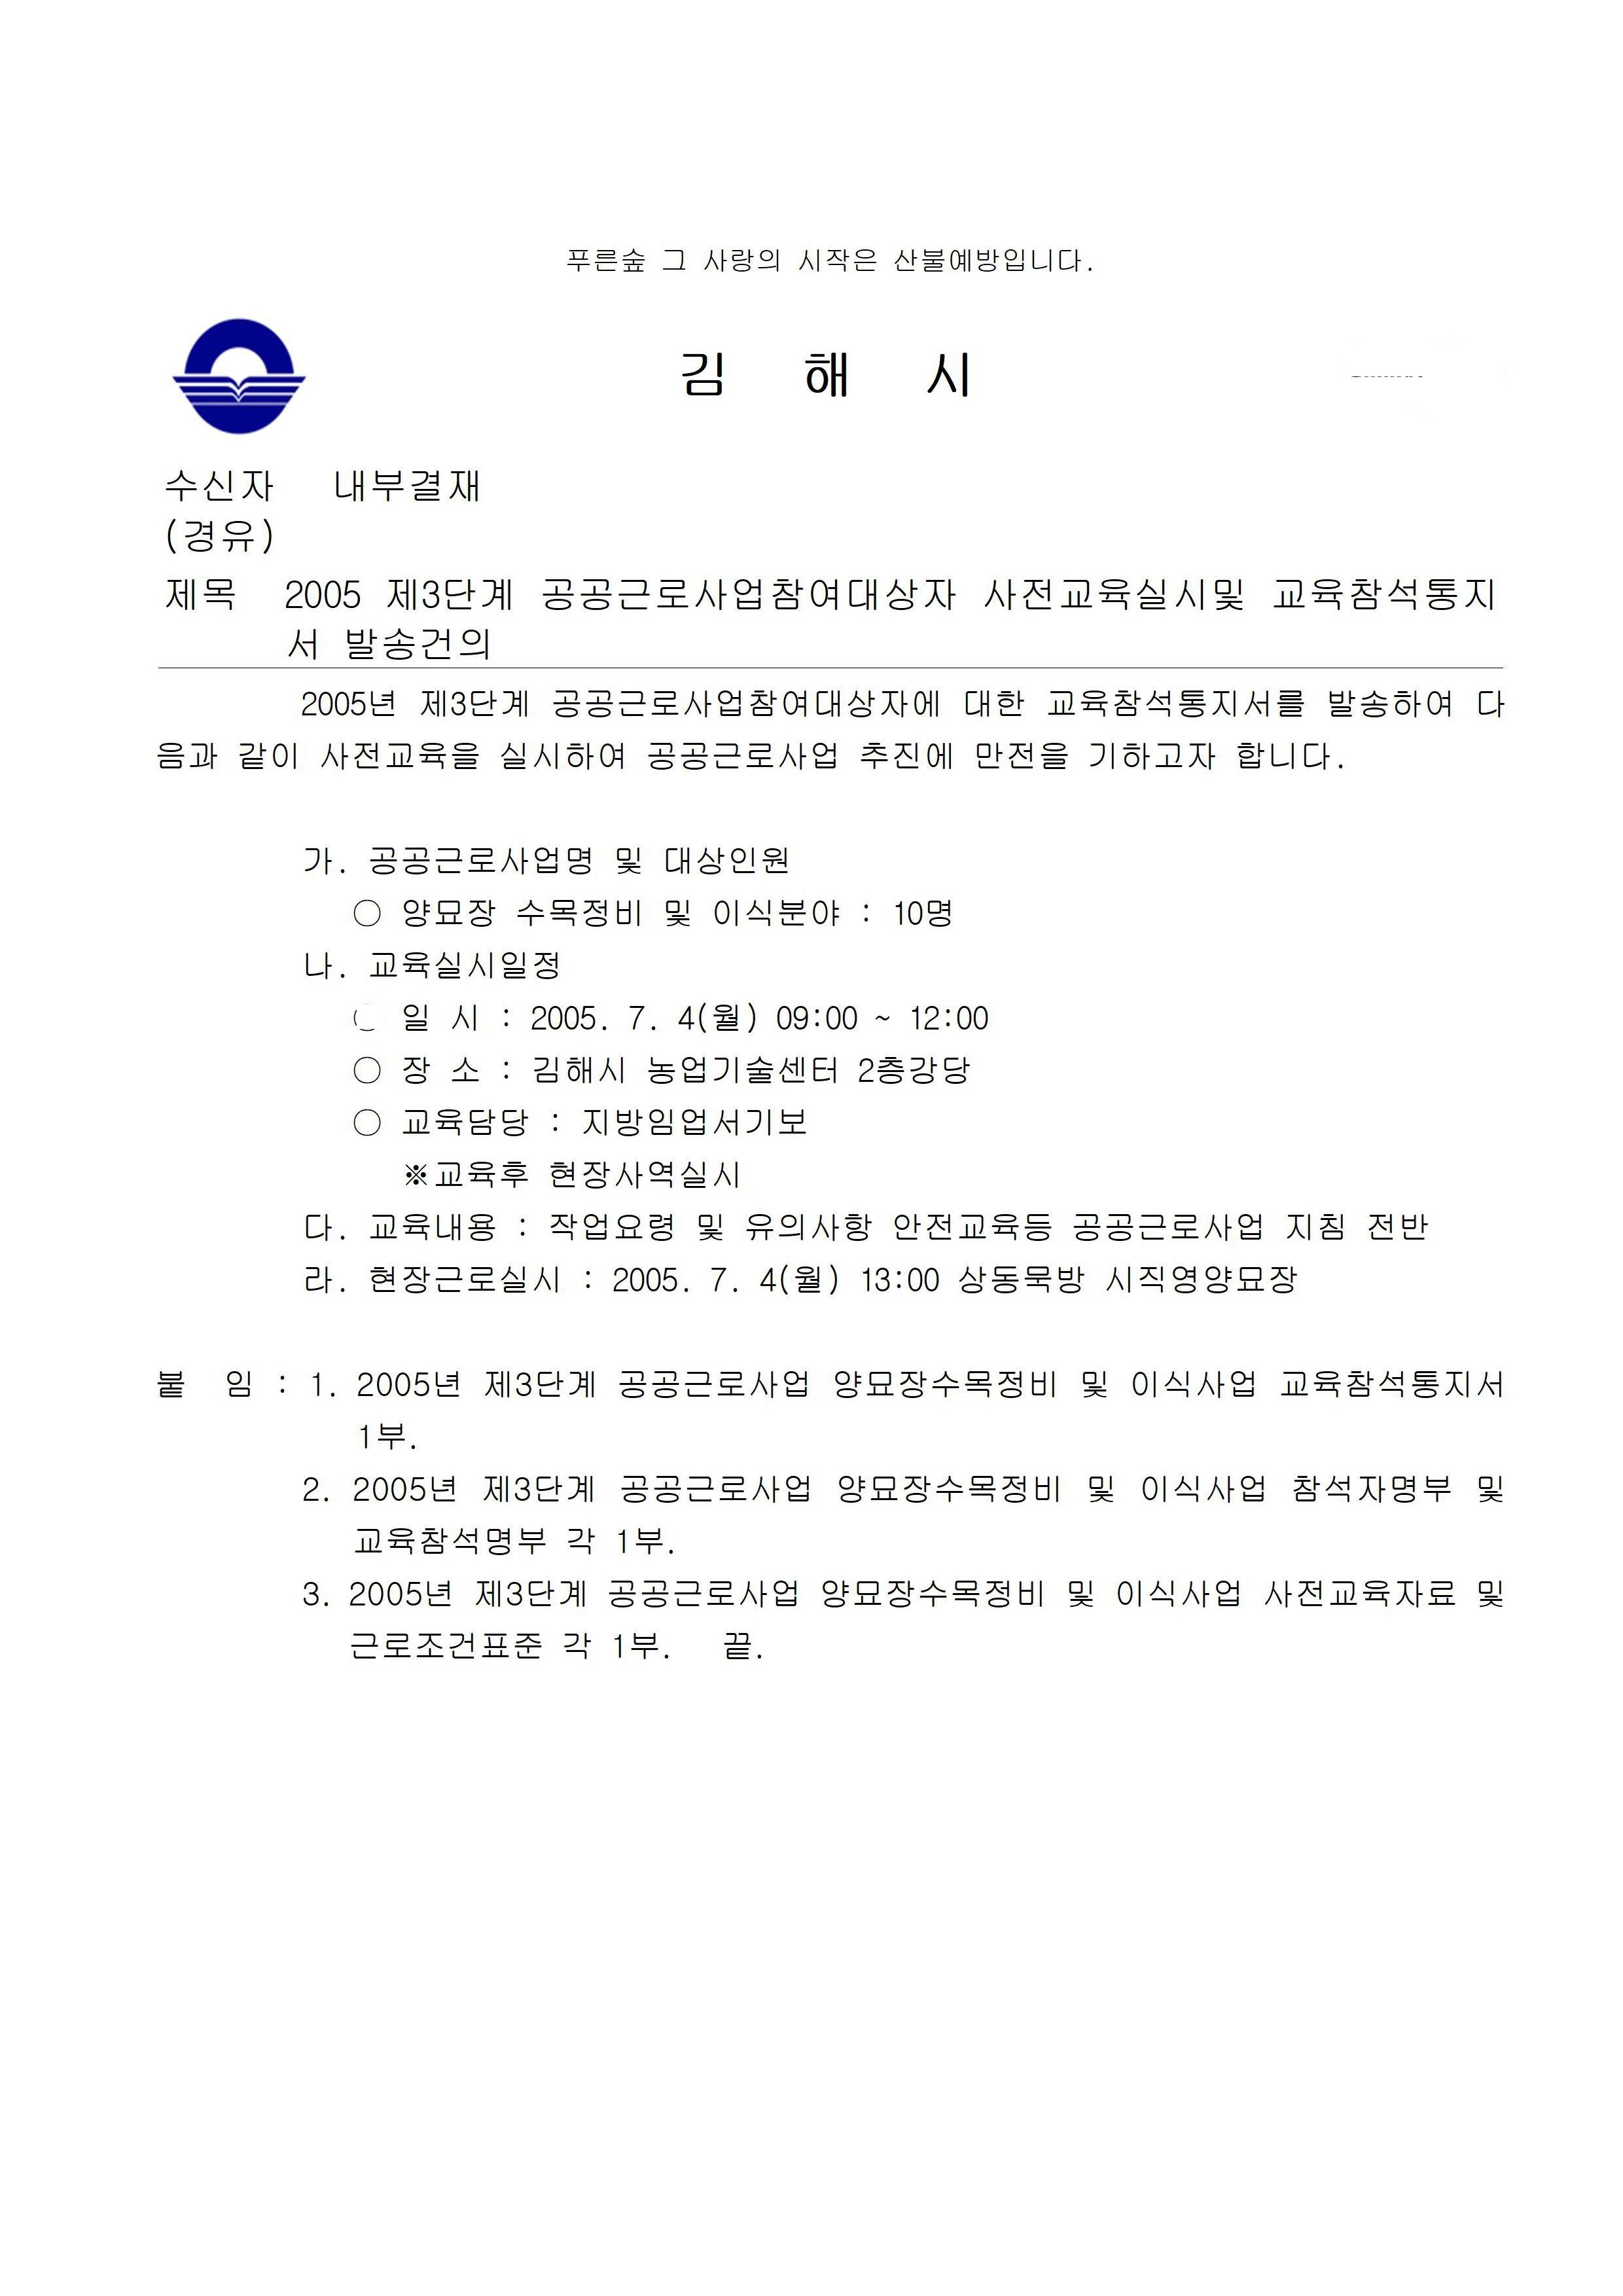 푸른숲 그 사랑의 시작은 산불예방입니다.
김 해 시
수신자 내부결재
(경유)
제목 2005 제3단계 공공근로사업참여대상자 사전교육실시및 교육참석통지
서 발송건의
2005년 제3단계 공공근로사업참여대상자에 대한 교육참석통지서를 발송하여 다
음과 같이 사전교육을 실시하여 공공근로사업 추진에 만전을 기하고자 합니다.
가. 공공근로사업명 및 대상인원
○ 양묘장 수목정비 및 이식분야 : 10명
나. 교육실시일정
○ 일 시 : 2005. 7. 4(월) 09:00 ~ 12:00
○ 장 소 : 김해시 농업기술센터 2층강당
○ 교육담당 : 지방임업서기보
※교육후 현장사역실시
다. 교육내용 : 작업요령 및 유의사항 안전교육등 공공근로사업 지침 전반
라. 현장근로실시 : 2005. 7. 4(월) 13:00 상동묵방 시직영양묘장
붙 임 : 1. 2005년 제3단계 공공근로사업 양묘장수목정비 및 이식사업 교육참석통지서
1부.
2. 2005년 제3단계 공공근로사업 양묘장수목정비 및 이식사업 참석자명부 및
교육참석명부 각 1부.
3. 2005년 제3단계 공공근로사업 양묘장수목정비 및 이식사업 사전교육자료 및
근로조건표준 각 1부. 끝.